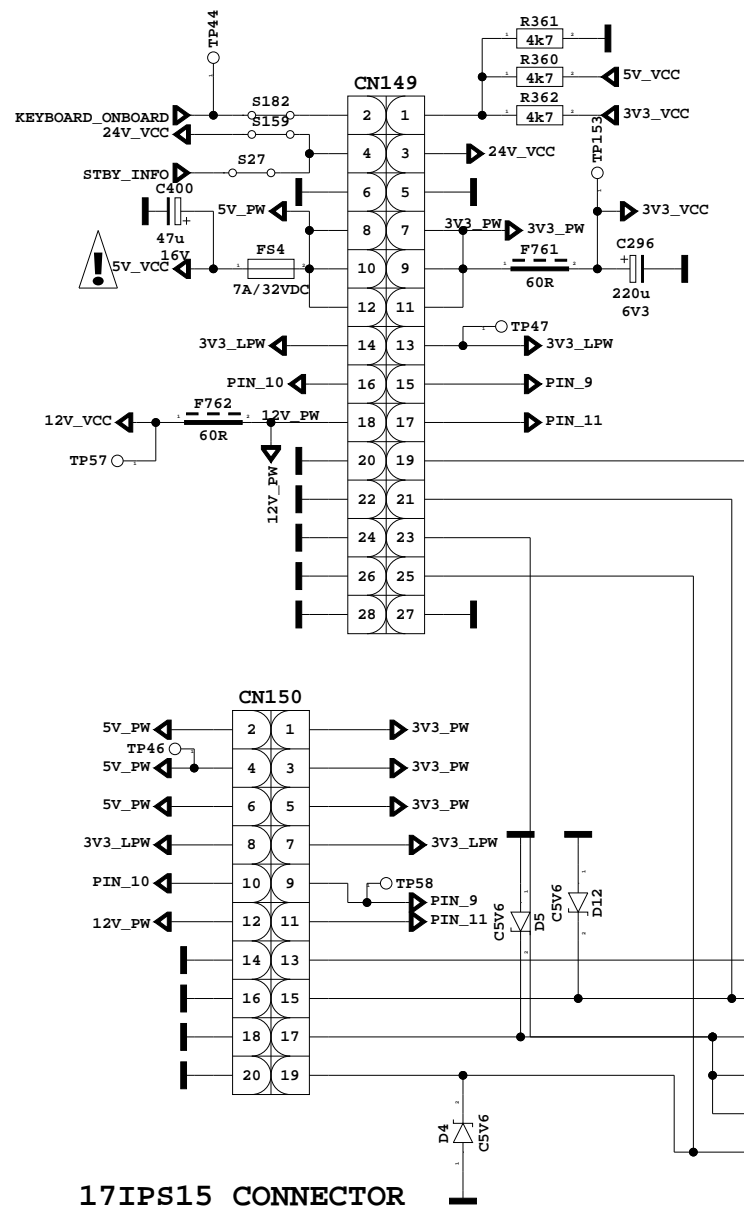 TP44
R361
4k7
CN149
R360
4k7
5V_VCC
R362
KEYBOARD_ONBOARD
S182
2 1
4k7
3V3_VCC
24V_VCC
S159
TP153
STBY_INFO
S27
4 3
24V_VCC
C400
6 5
47u
16V
5V_PW
8 7
3V3_PW
3V3_PW
3V3_VCC
5V_VCC
FS4
7A/32VDC
10 9
F761
60R
C296
220u
6V3
12 11
TP47
3V3_LPW
14 13
3V3_LPW
PIN_10
16 15
PIN_9
12V_VCC
F762
60R
12V_PW
18 17
PIN_11
TP57
12V_PW
20 19
22 21
24 23
26 25
28 27
CN150
5V_PW
2 1
3V3_PW
TP46
5V_PW
4 3
3V3_PW
5V_PW
6 5
3V3_PW
3V3_LPW
8 7
3V3_LPW
PIN_10
10 9
TP58
PIN_9
12V_PW
12 11
PIN_11
C5V6
D5
C5V6
D12
14 13
16 15
18 17
20 19
D4
C5V6
17IPS15 CONNECTOR